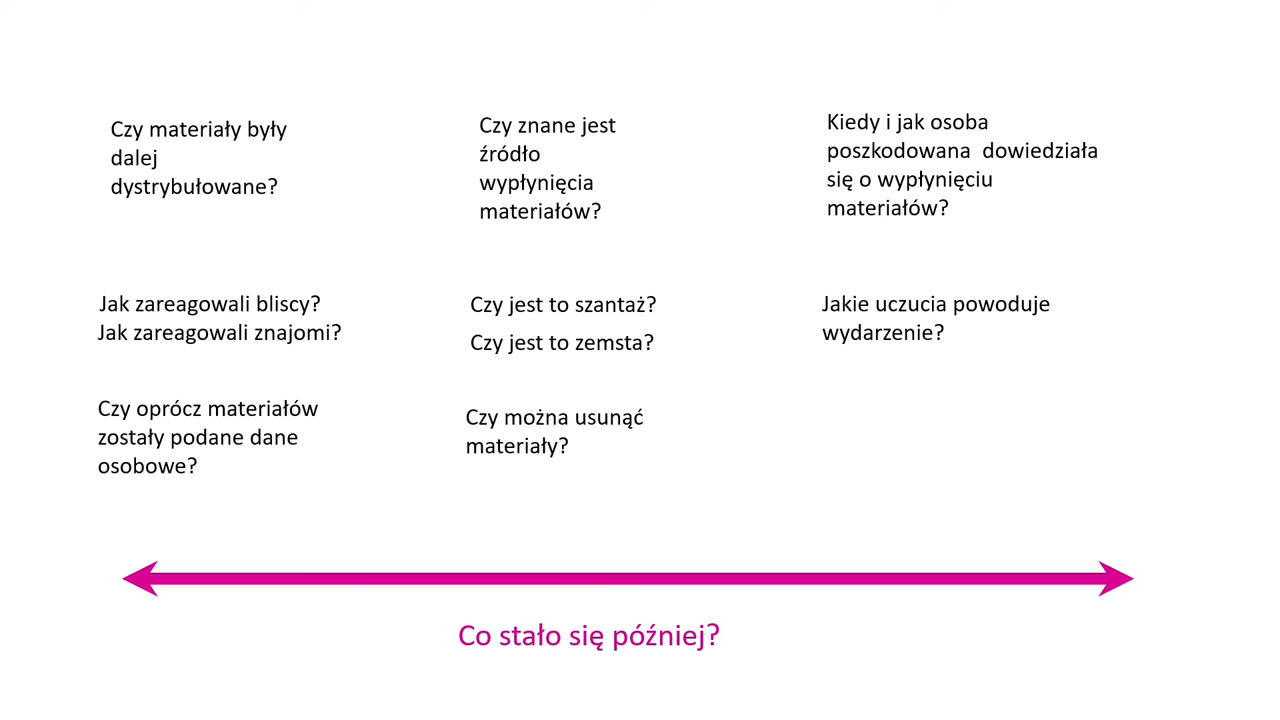 Czy materiały były
dalej
dystrybułowane?
Czy znane jest
źródło
wypłynięcia
materiałów?
Kiedy i jak osoba
poszkodowana  dowiedziała
się o wypłynięciu
materiałów?
Jak zareagowali bliscy?
Jak zareagowali znajomi?
Czy jest to szantaż?
Czy jest to zemsta?
Jakie uczucia powoduje
wydarzenie?
Czy oprócz materiałów
zostały podane dane
osobowe?
Czy można usunąć
materiały?
Co stało się później?